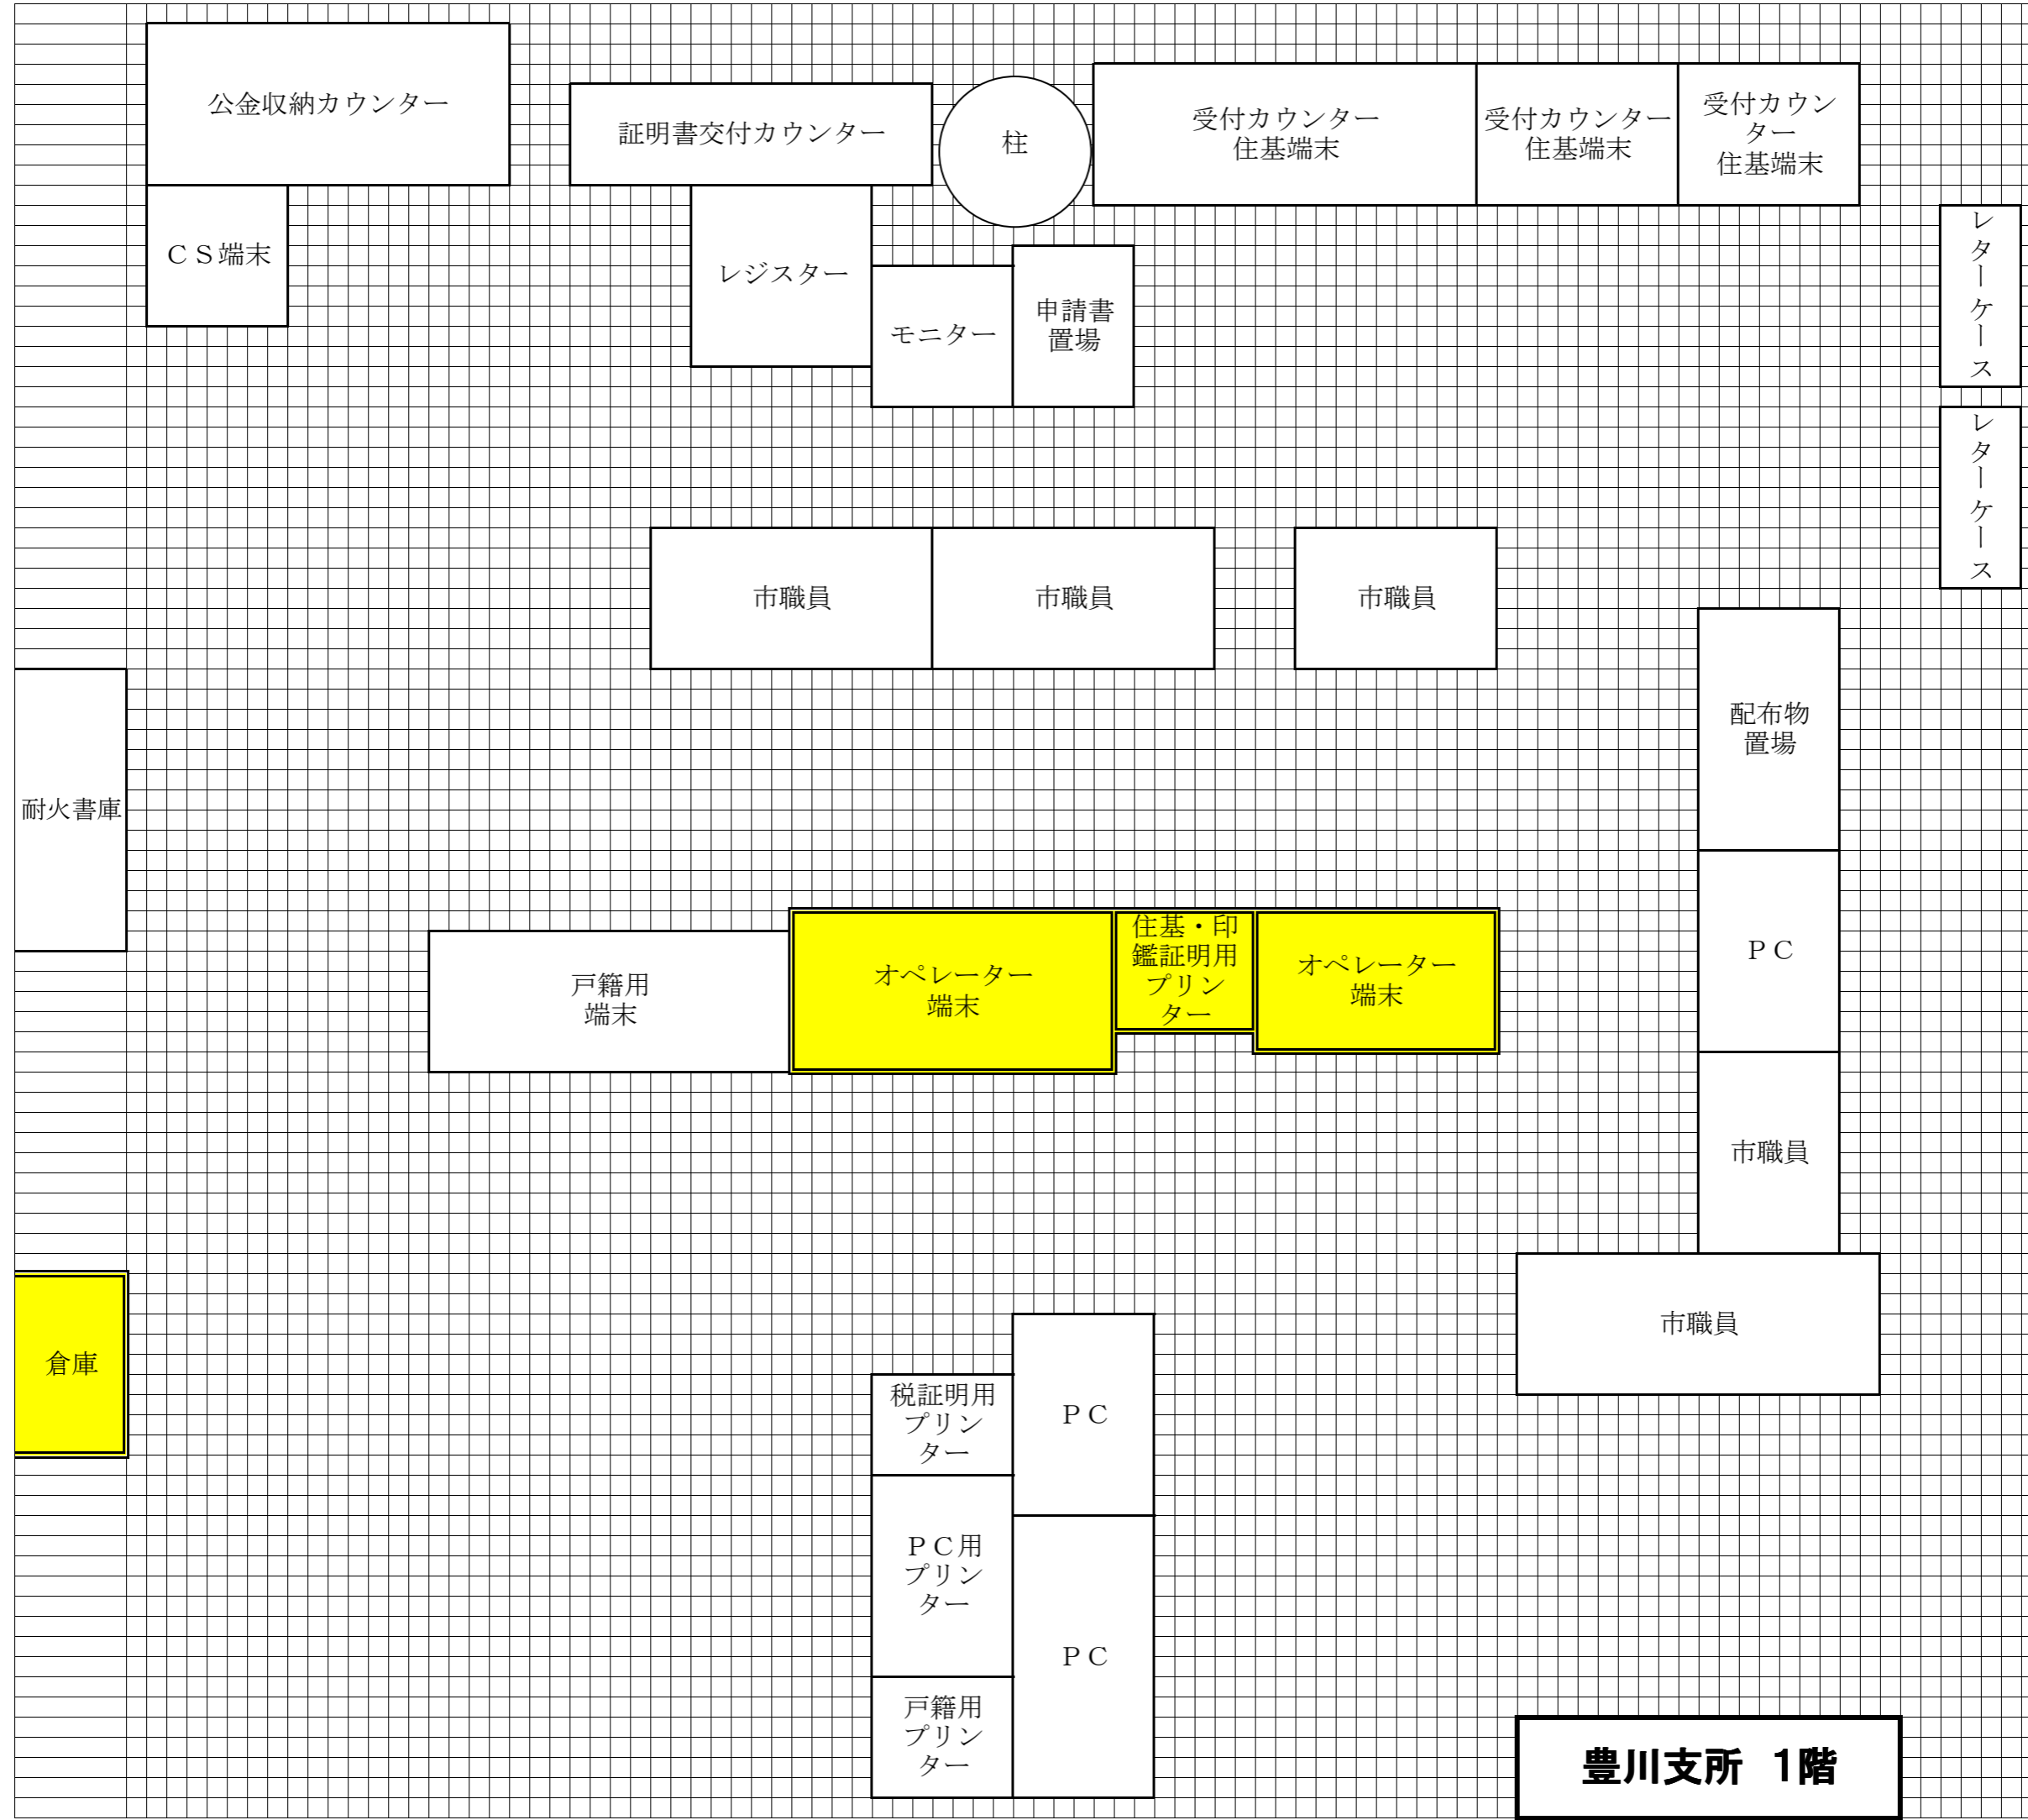 公金収納カウンター
証明書交付カウンター
柱
受付カウンター
住基端末
受付カウンター
住基端末
受付カウン
ター
住基端末
ＣＳ端末
レジスター
モニター
申請書
置場
レターケース
レターケース
市職員
市職員
市職員
配布物
置場
耐火書庫
戸籍用
端末
オペレーター
端末
住基・印
鑑証明用
プリン
ター
オペレーター
端末
ＰＣ
市職員
市職員
倉庫
税証明用
プリン
ター
ＰＣ
ＰＣ用
プリン
ター
ＰＣ
戸籍用
プリン
ター
豊川支所　1階